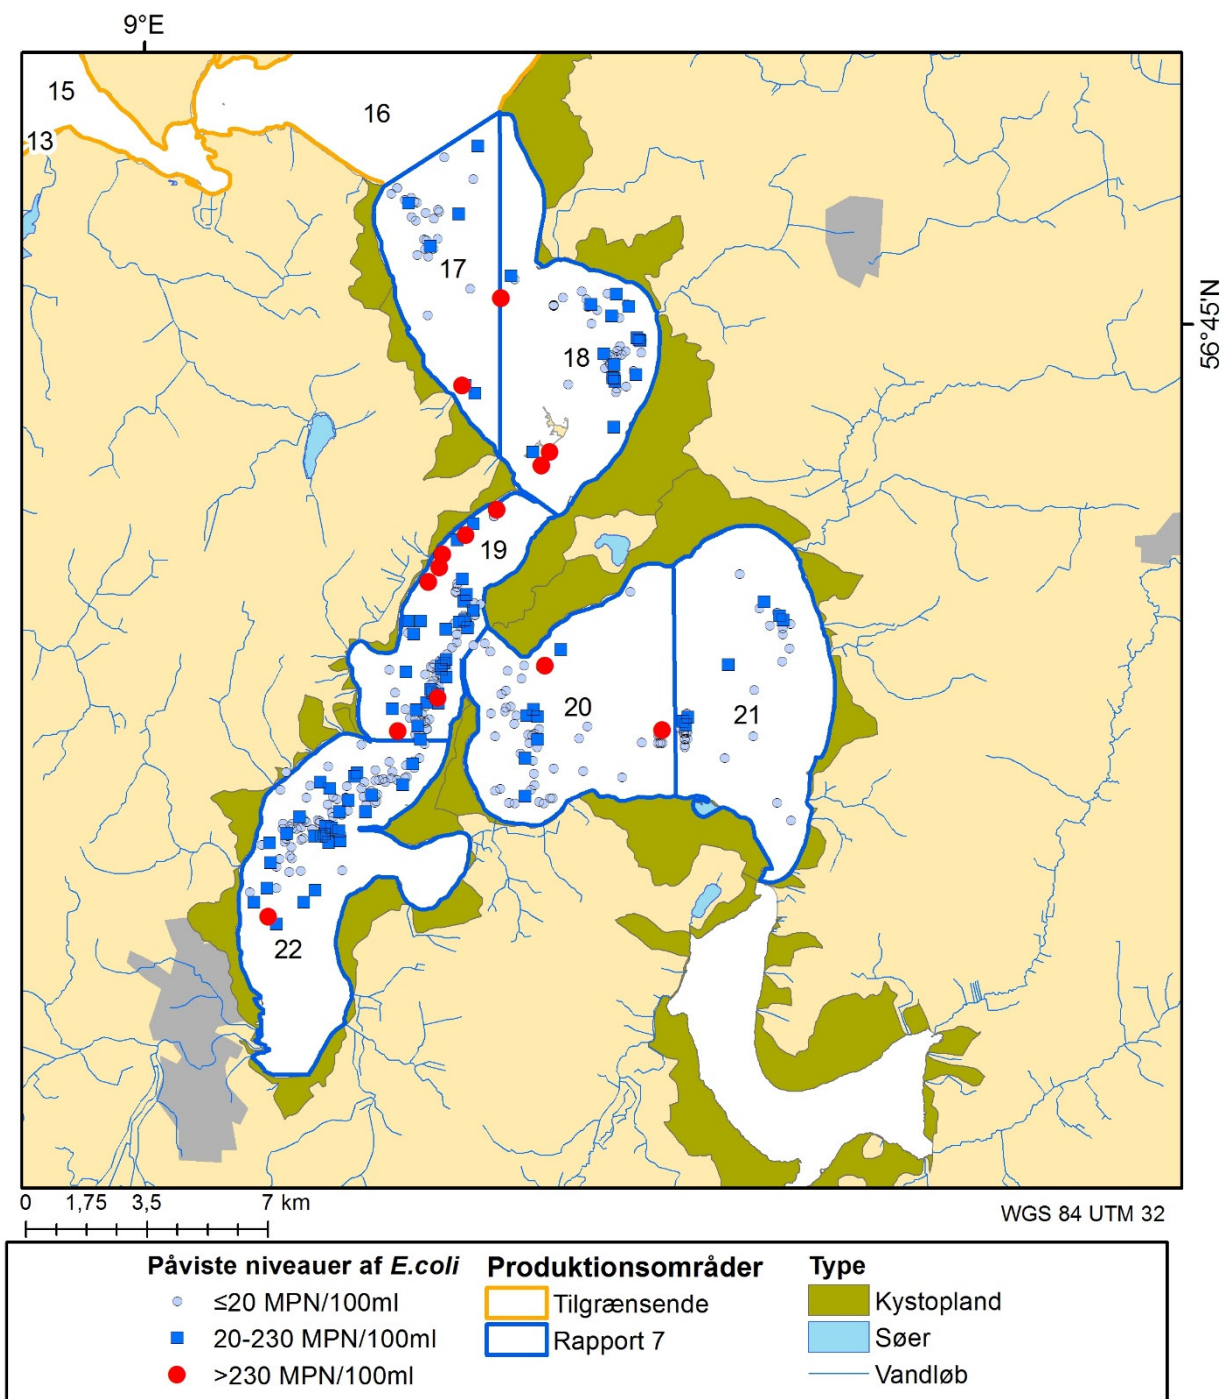 9°E
15
16
13
17
56°45'N
18
19
20
21
22
0 1,75 3,5 7 km
WGS 84 UTM 32
Påviste niveauer af E.coli
≤20 MPN/100ml
20-230 MPN/100ml
>230 MPN/100ml
Produktionsområder
Tilgrænsende
Rapport 7
Type
Kystopland
Søer
Vandløb